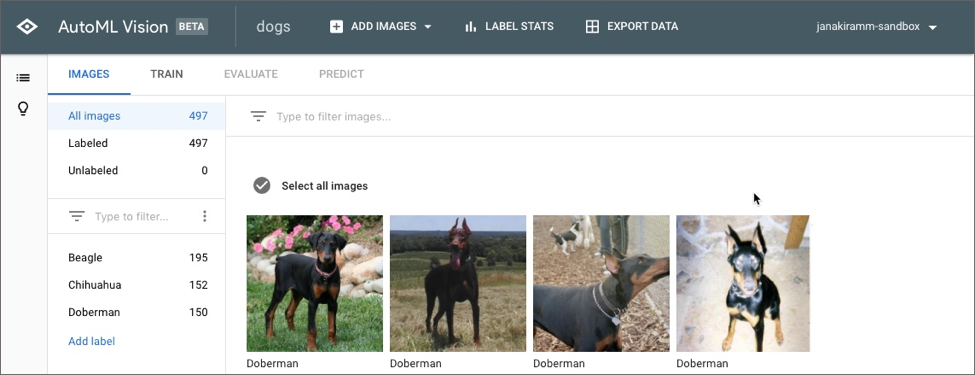 AutoML Vision BETA dogs ADD IMAGES LABEL STATS EXPORT DATA janakiramm-sandbox
IMAGES TRAIN EVALUATE PREDICT
All images 497
Type to filter images...
Labeled 497
Unlabeled 0
Select all images
Type to filter...
Beagle 195
Chihuahua 152
Doberman 150
Add label
Doberman Doberman Doberman Doberman